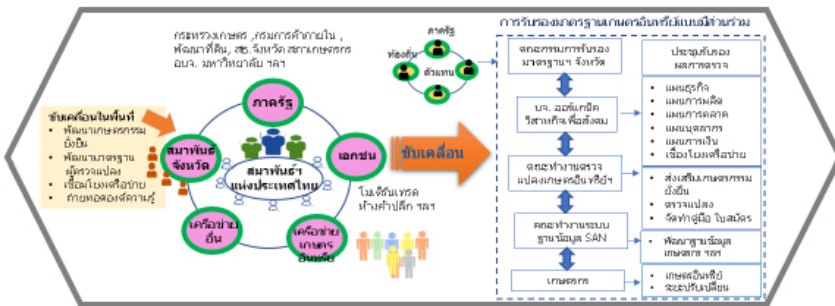 กระทรวงเกษตร ,กรมการค้าภายใน ,
พัฒนาที่ดิน, สธ.จังหวัด สภาเกษตรกร
อบจ. มหาวิทยาลัย ฯลฯ
ขับเคลื่อนในพื้นที่
• พัฒนาเกษตรกรรม
ยั่งยืน
• พัฒนามาตรฐาน
ผู้ตรวจแปลง
• เชื่อมโยงเครือข่าย
• ถ่ายทอดองค์ความรู้
ภาครัฐ
สมาพันธ์
จังหวัด
เอกชน
สมาพันธ์ฯ
แห่งประเทศไทย
เครือข่าย
อื่น
เครือข่าย
เกษตร
อินทรีย์
โมเดิร์นเทรด
ห้างค้าปลีก ฯลฯ
ขับเคลื่อน
ภาครัฐ
ท้องถิ่น
ตัวแทน
การรับรองมาตรฐานเกษตรอินทรีย์แบบมีส่วนร่วม
คณะกรรมการรับรอง
มาตรฐานฯ จังหวัด
ประชุมรับรอง
ผลการตรวจ
บจ. ออร์แกนิค
วิสาหกิจเพื่อสังคม
• แผนธุรกิจ
• แผนการผลิต
• แผนการตลาด
• แผนบุคลากร
• แผนการเงิน
• เชื่อมโยงเครือข่าย
คณะทำงานตรวจ
แปลงเกษตรอินทรีย์ฯ
• ส่งเสริมเกษตรกรรม
ยั่งยืน
• ตรวจแปลง
• จัดทำคู่มือ ใบสมัคร
คณะทำงานระบบ
ฐานข้อมูล SAN
• พัฒนาฐานข้อมูล
เกษตรกร ฯลฯ
เกษตรกร
• เกษตรอินทรีย์
• ระยะปรับเปลี่ยน